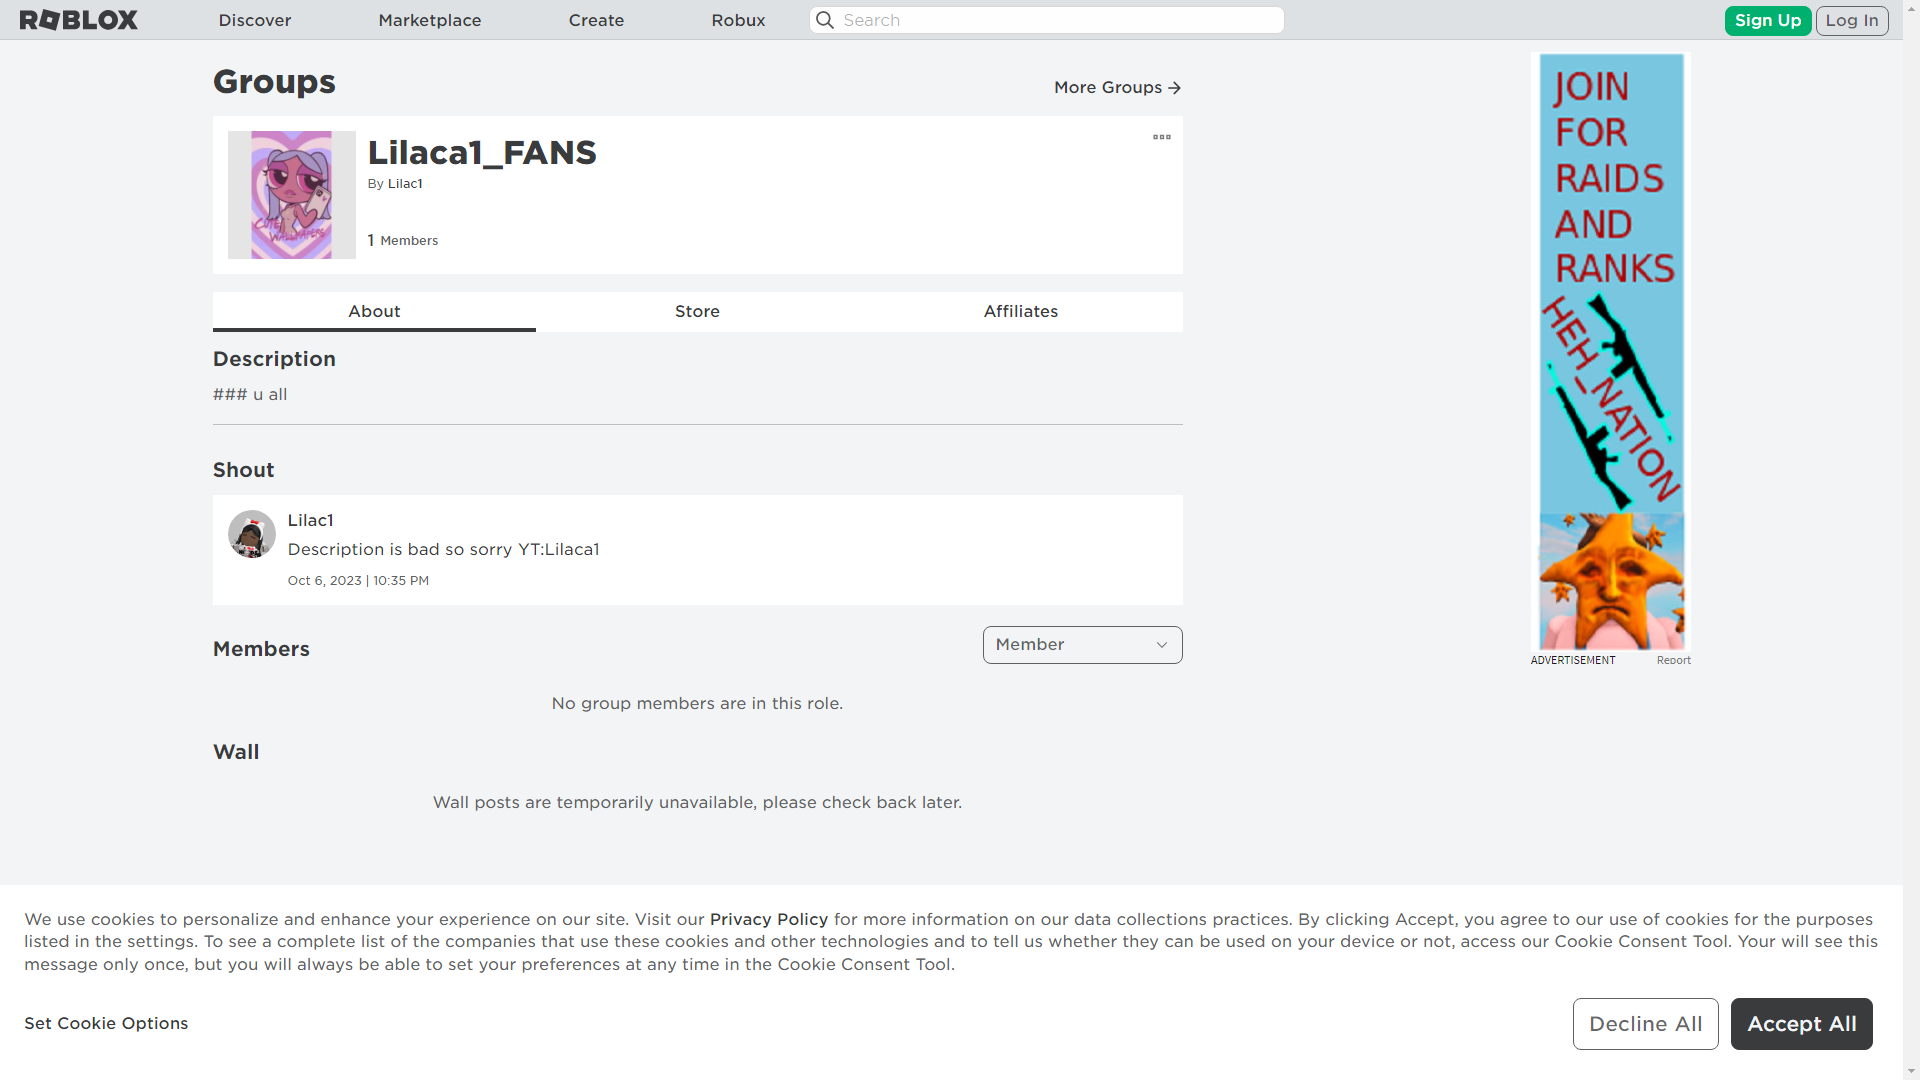 ROBLOX
Discover
Marketplace
Create
Robux
Search
Sign Up
Log In
Groups
More Groups
CUTE
WALLPAPERS
Lilaca1_FANS
By Lilac1
1 Members
About
Store
Affiliates
Description
### u all
Shout
Lilac1
Description is bad so sorry YT:Lilaca1
Oct 6, 2023 | 10:35 PM
Members
Member
No group members are in this role.
Wall
Wall posts are temporarily unavailable, please check back later.
JOIN
FOR
RAIDS
AND
RANKS
HEH_NATION
ADVERTISEMENT
Report
We use cookies to personalize and enhance your experience on our site. Visit our Privacy Policy for more information on our data collections practices. By clicking Accept, you agree to our use of cookies for the purposes
listed in the settings. To see a complete list of the companies that use these cookies and other technologies and to tell us whether they can be used on your device or not, access our Cookie Consent Tool. Your will see this
message only once, but you will always be able to set your preferences at any time in the Cookie Consent Tool.
Set Cookie Options
Decline All
Accept All